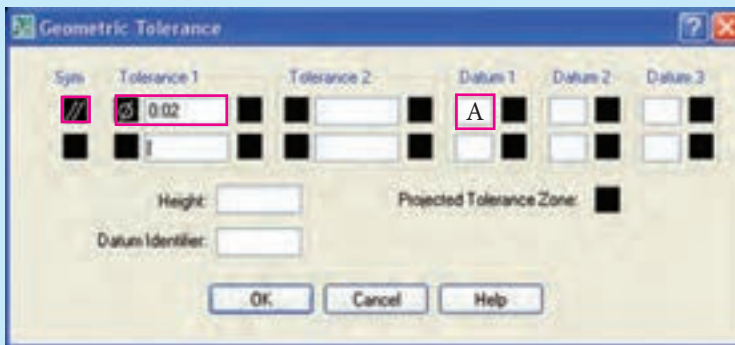 Geometric Tolerance
Sym Tolerance 1 Tolerance 2 Datum 1 Datum 2 Datum 3
// Ø 0.02 A
Height:
Projected Tolerance Zone:
Datum Identifier:
OK Cancel Help